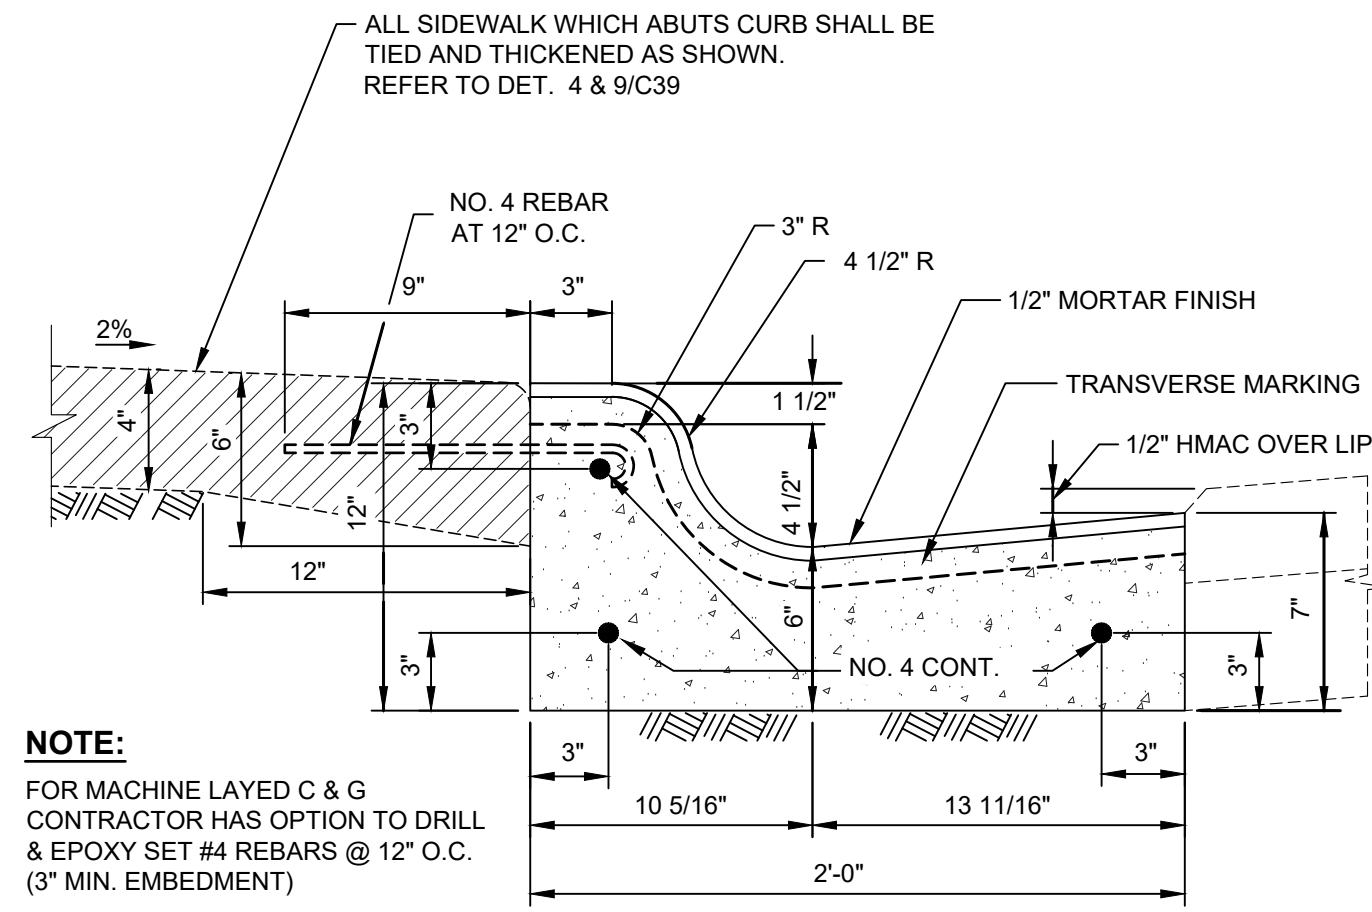 ALL SIDEWALK WHICH ABUTS CURB SHALL BE
TIED AND THICKENED AS SHOWN.
REFER TO DET. 4 & 9/C39
NO. 4 REBAR
AT 12" O.C.
3" R
4 1/2" R
9"
3"
1/2" MORTAR FINISH
2%
TRANSVERSE MARKING
1 1/2"
4"
6"
3"
1/2" HMAC OVER LIP
12"
4 1/2"
12"
6"
7"
3"
NO. 4 CONT.
3"
3"
3"
10 5/16"
13 11/16"
2'-0"
NOTE:
FOR MACHINE LAYED C & G
CONTRACTOR HAS OPTION TO DRILL
& EPOXY SET #4 REBARS @ 12" O.C.
(3" MIN. EMBEDMENT)